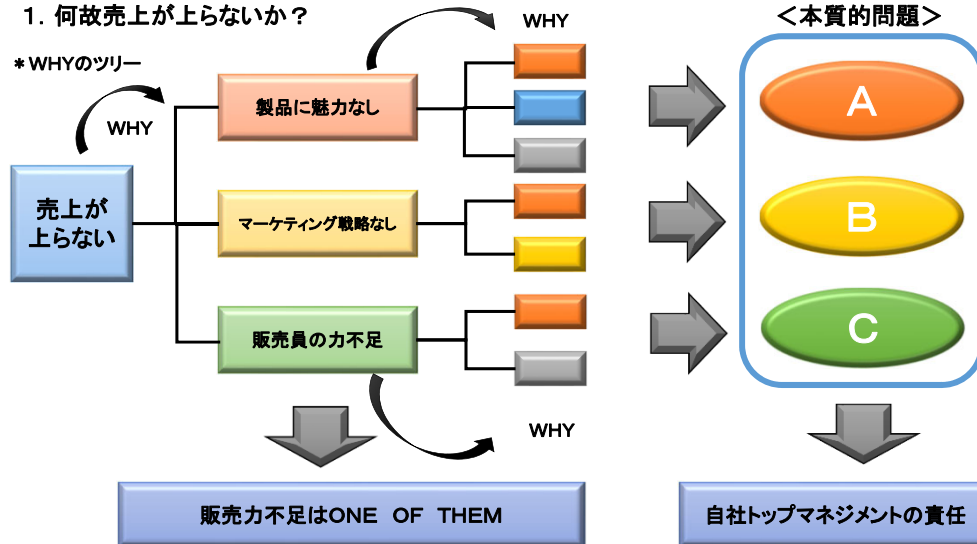 1．何故売上が上らないか？
＊WHYのツリー
WHY
売上が
上らない
製品に魅力なし
マーケティング戦略なし
販売員の力不足
WHY
WHY
販売力不足はONE OF THEM
＜本質的問題＞
A
B
C
自社トップマネジメントの責任